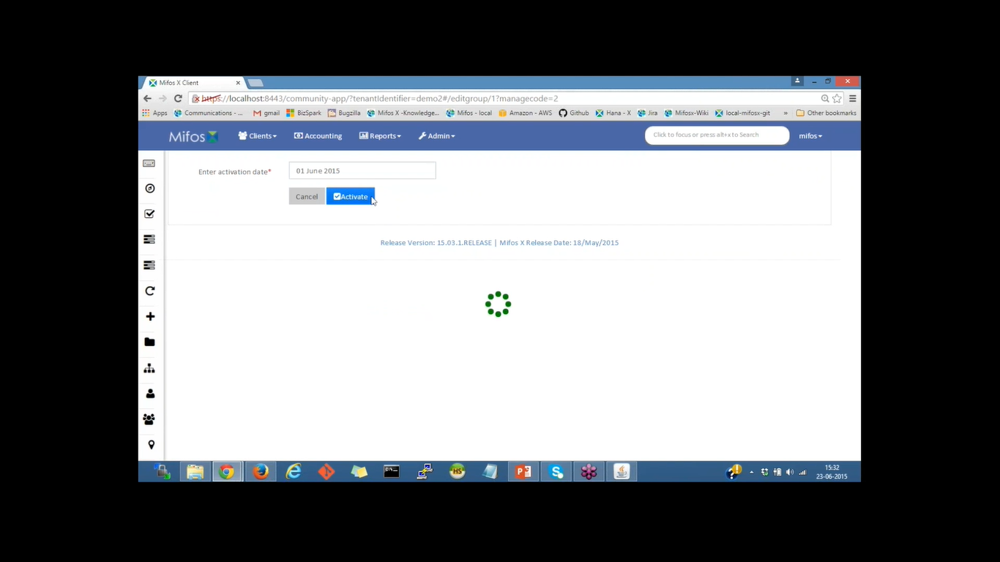 Mifos X Client
https://localhost:8443/community-app/?tenantIdentifier=demo2#/editgroup/1?managecode=2
Apps Communications - ... gmail BizSpark Bugzilla Mifos X -Knowledge... Mifos - local Amazon - AWS Github Hana - X Jira Mifosx-Wiki local-mifosx-git » Other bookmarks
Mifos Clients Accounting Reports Admin Click to focus or press alt+x to Search mifos
Enter activation date* 01 June 2015
Cancel Activate
Release Version: 15.03.1.RELEASE | Mifos X Release Date: 18/May/2015
HS
15:32
23-06-2015